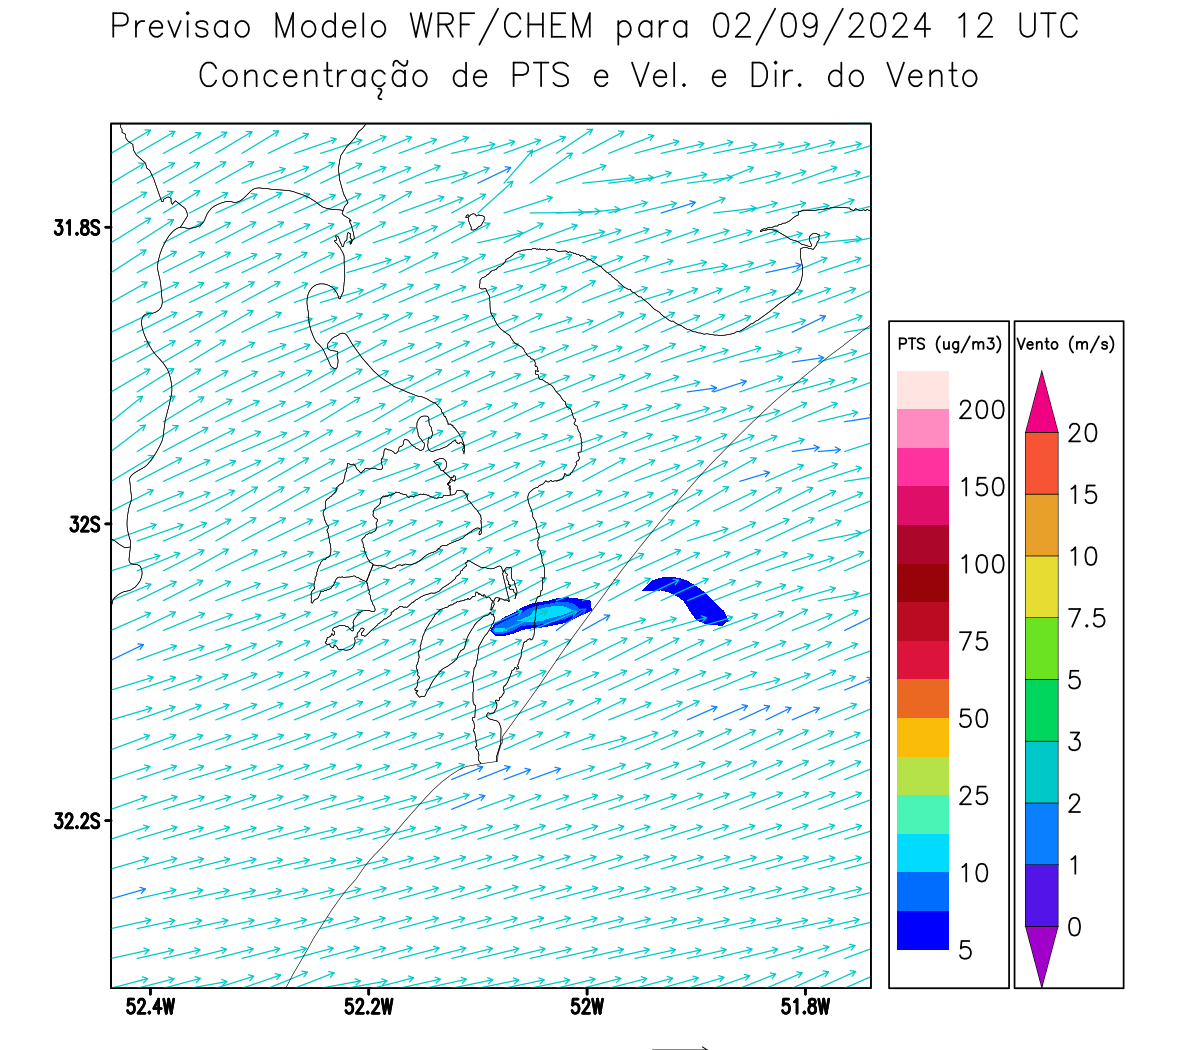 Previsao Modelo WRF/CHEM para 02/09/2024 12 UTC
Concentração de PTS e Vel. e Dir. do Vento
31.8S
32S
32.2S
52.4W
52.2W
52W
51.8W
PTS (ug/m3)
200
150
100
75
50
25
10
5
Vento (m/s)
20
15
10
7.5
5
3
2
1
0